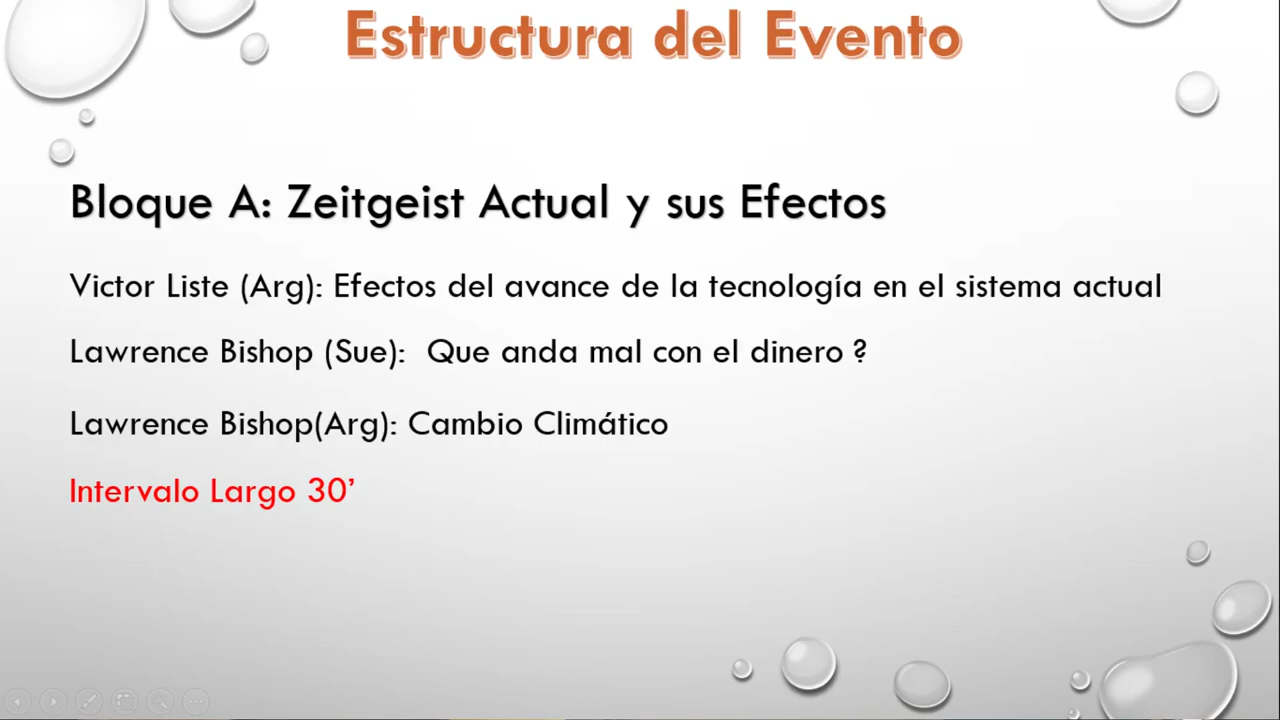 Estructura del Evento
Bloque A: Zeitgeist Actual y sus Efectos
Victor Liste (Arg): Efectos del avance de la tecnología en el sistema actual
Lawrence Bishop (Sue):  Que anda mal con el dinero ?
Lawrence Bishop(Arg): Cambio Climático
Intervalo Largo 30’